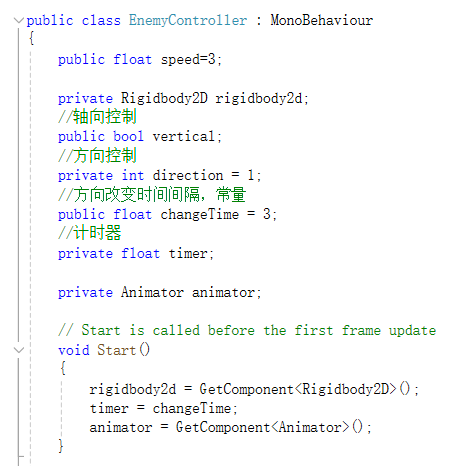 public class EnemyController : MonoBehaviour
{
public float speed=3;
private Rigidbody2D rigidbody2d;
//轴向控制
public bool vertical;
//方向控制
private int direction = 1;
//方向改变时间间隔，常量
public float changeTime = 3;
//计时器
private float timer;
private Animator animator;
// Start is called before the first frame update
void Start()
{
rigidbody2d = GetComponent<Rigidbody2D>();
timer = changeTime;
animator = GetComponent<Animator>();
}